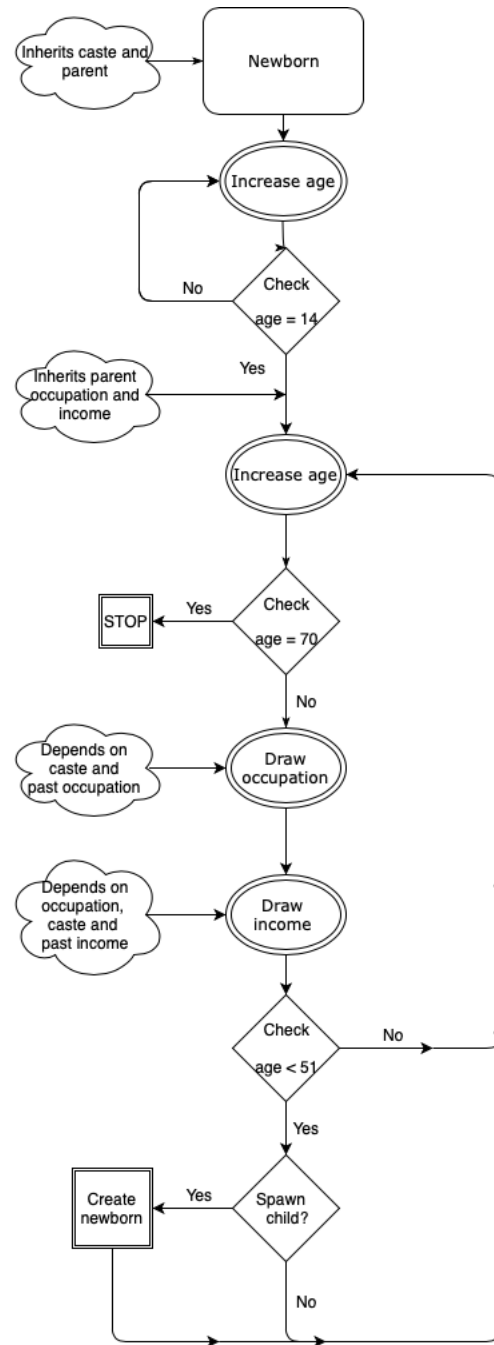 Inherits caste and
parent
Newborn
Increase age
Check
age = 14
No
Yes
Inherits parent
occupation and
income
Increase age
Check
age = 70
Yes
STOP
No
Depends on
caste and
past occupation
Draw
occupation
Depends on
occupation,
caste and
past income
Draw
income
Check
age < 51
No
Yes
Spawn
child?
Yes
Create
newborn
No